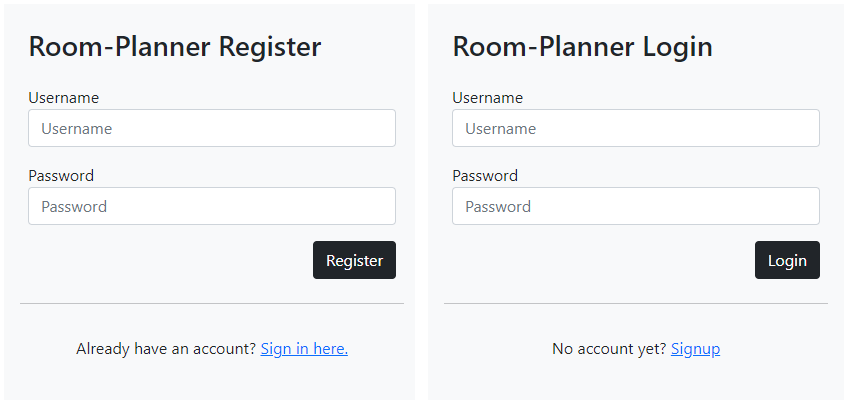 Room-Planner Register
Username
Username
Password
Password
Register
Already have an account? Sign in here.
Room-Planner Login
Username
Username
Password
Password
Login
No account yet? Signup